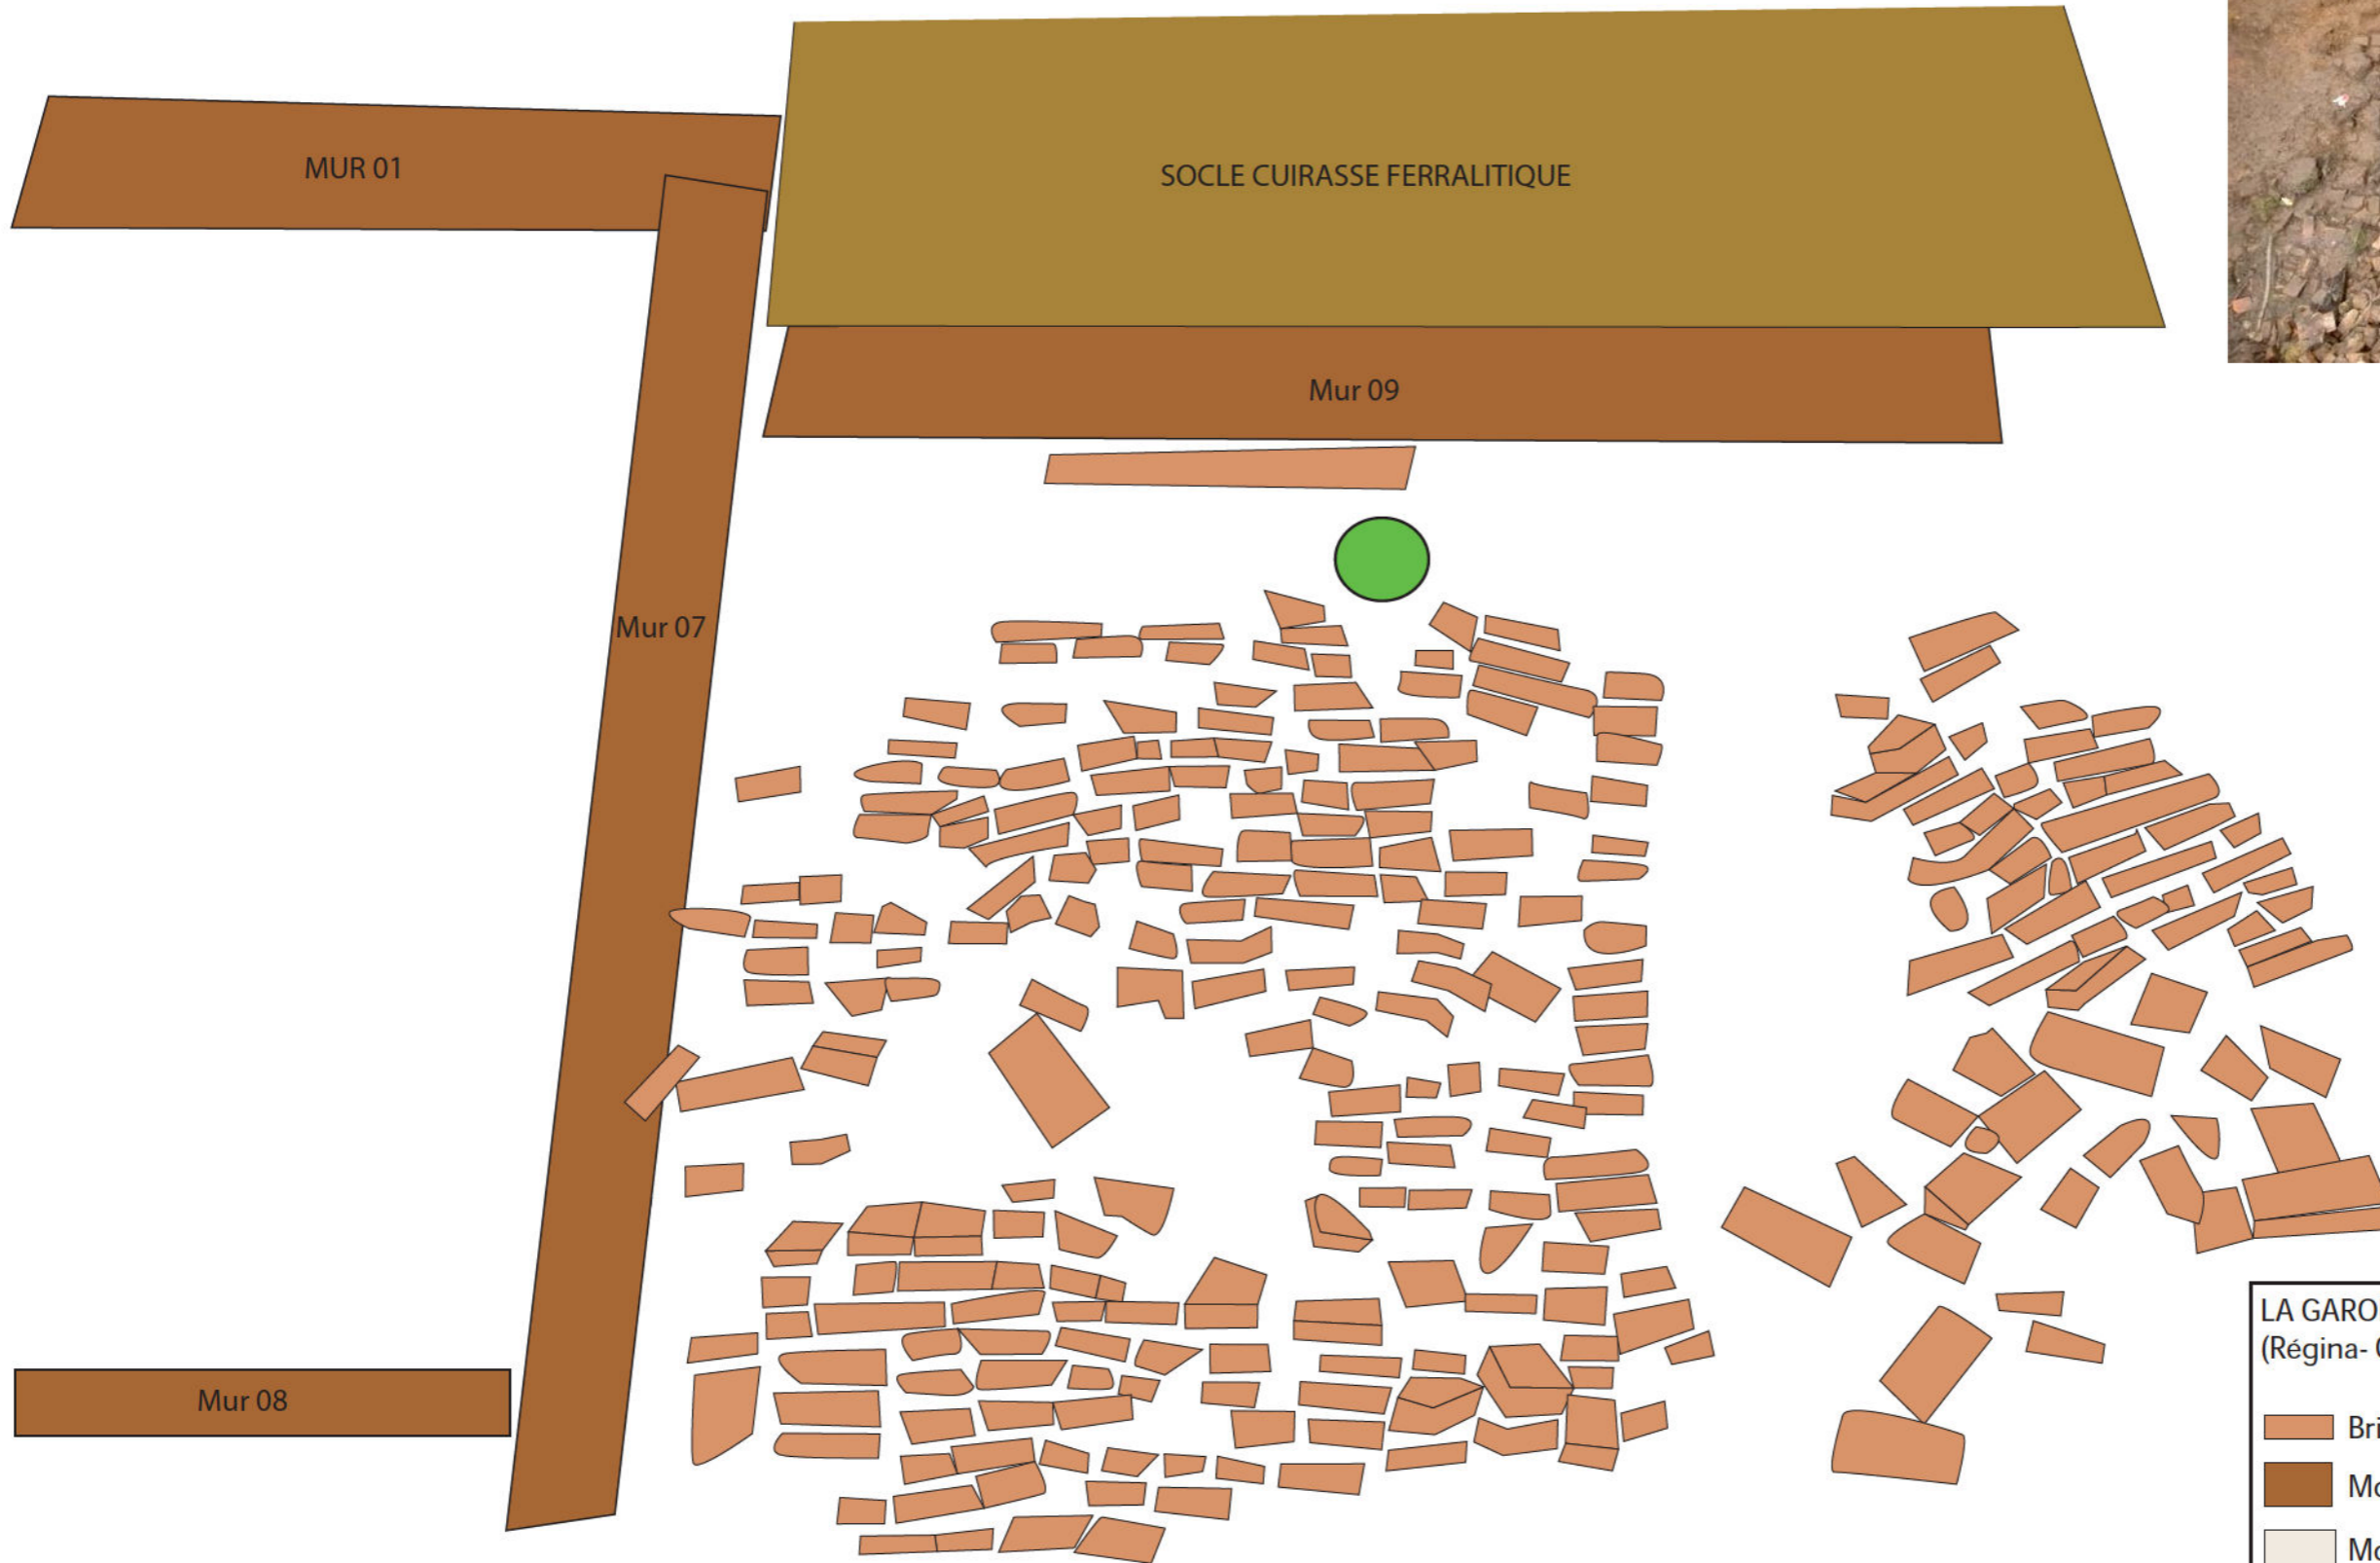 MUR 01
SOCLE CUIRASSE FERRALITIQUE
Mur 09
Mur 07
Mur 08
LA GARO
(Régina-
Bri
Mo
Mo